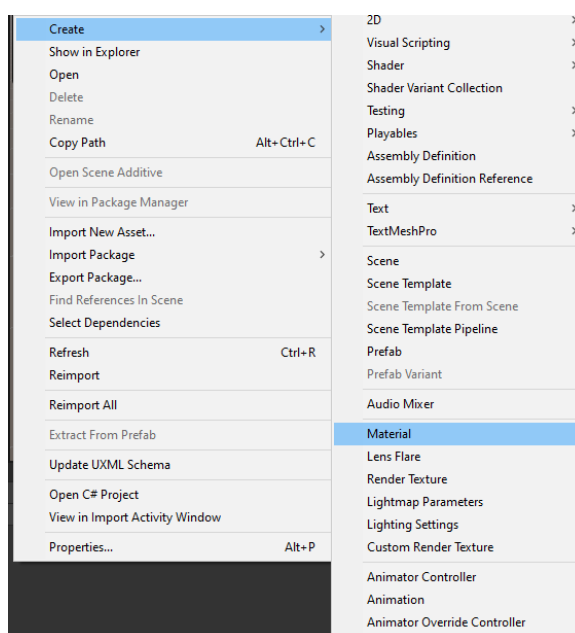 Create
Show in Explorer
Open
Delete
Rename
Copy Path Alt+Ctrl+C
Open Scene Additive
View in Package Manager
Import New Asset...
Import Package
Export Package...
Find References In Scene
Select Dependencies
Refresh Ctrl+R
Reimport
Reimport All
Extract From Prefab
Update UXML Schema
Open C# Project
View in Import Activity Window
Properties... Alt+P
2D
Visual Scripting
Shader
Shader Variant Collection
Testing
Playables
Assembly Definition
Assembly Definition Reference
Text
TextMeshPro
Scene
Scene Template
Scene Template From Scene
Scene Template Pipeline
Prefab
Prefab Variant
Audio Mixer
Material
Lens Flare
Render Texture
Lightmap Parameters
Lighting Settings
Custom Render Texture
Animator Controller
Animation
Animator Override Controller